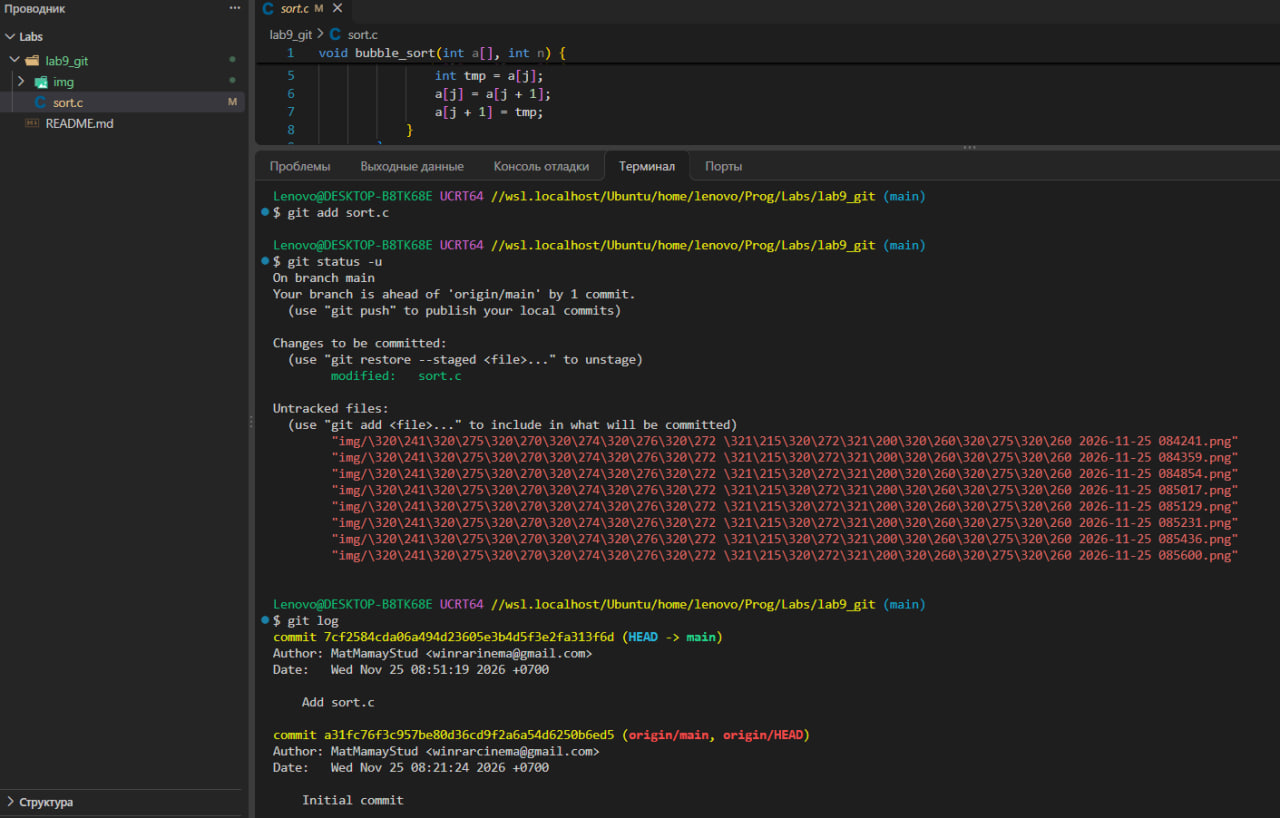 Проводник ...
Labs
lab9_git
img
sort.c M
README.md
Структура
sort.c M
lab9_git > sort.c
1 void bubble_sort(int a[], int n) {
5 int tmp = a[j];
6 a[j] = a[j + 1];
7 a[j + 1] = tmp;
8 }
Проблемы Выходные данные Консоль отладки Терминал Порты
Lenovo@DESKTOP-B8TK68E UCRT64 //wsl.localhost/Ubuntu/home/lenovo/Prog/Labs/lab9_git (main)
$ git add sort.c
Lenovo@DESKTOP-B8TK68E UCRT64 //wsl.localhost/Ubuntu/home/lenovo/Prog/Labs/lab9_git (main)
$ git status -u
On branch main
Your branch is ahead of 'origin/main' by 1 commit.
(use "git push" to publish your local commits)
Changes to be committed:
(use "git restore --staged <file>..." to unstage)
modified: sort.c
Untracked files:
(use "git add <file>..." to include in what will be committed)
"img/\320\241\320\275\320\270\320\274\320\276\320\272 \321\215\320\272\321\200\320\260\320\275\320\260 2026-11-25 084241.png"
"img/\320\241\320\275\320\270\320\274\320\276\320\272 \321\215\320\272\321\200\320\260\320\275\320\260 2026-11-25 084359.png"
"img/\320\241\320\275\320\270\320\274\320\276\320\272 \321\215\320\272\321\200\320\260\320\275\320\260 2026-11-25 084854.png"
"img/\320\241\320\275\320\270\320\274\320\276\320\272 \321\215\320\272\321\200\320\260\320\275\320\260 2026-11-25 085017.png"
"img/\320\241\320\275\320\270\320\274\320\276\320\272 \321\215\320\272\321\200\320\260\320\275\320\260 2026-11-25 085129.png"
"img/\320\241\320\275\320\270\320\274\320\276\320\272 \321\215\320\272\321\200\320\260\320\275\320\260 2026-11-25 085231.png"
"img/\320\241\320\275\320\270\320\274\320\276\320\272 \321\215\320\272\321\200\320\260\320\275\320\260 2026-11-25 085436.png"
"img/\320\241\320\275\320\270\320\274\320\276\320\272 \321\215\320\272\321\200\320\260\320\275\320\260 2026-11-25 085600.png"
Lenovo@DESKTOP-B8TK68E UCRT64 //wsl.localhost/Ubuntu/home/lenovo/Prog/Labs/lab9_git (main)
$ git log
commit 7cf2584cda06a494d23605e3b4d5f3e2fa313f6d (HEAD -> main)
Author: MatMamayStud <winrarinema@gmail.com>
Date: Wed Nov 25 08:51:19 2026 +0700
Add sort.c
commit a31fc76f3c957be80d36cd9f2a6a54d6250b6ed5 (origin/main, origin/HEAD)
Author: MatMamayStud <winrarcinema@gmail.com>
Date: Wed Nov 25 08:21:24 2026 +0700
Initial commit